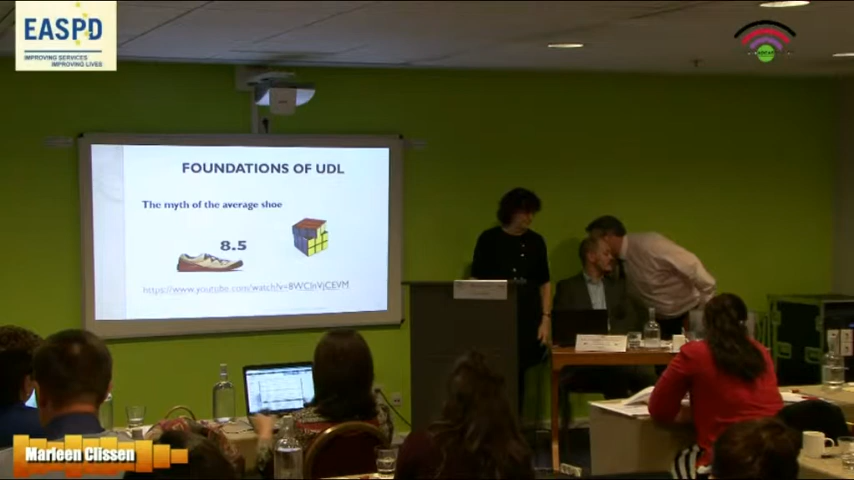 EASPD
IMPROVING SERVICES
IMPROVING LIVES
FOUNDATIONS OF UDL
The myth of the average shoe
8.5
Marleen Clissen